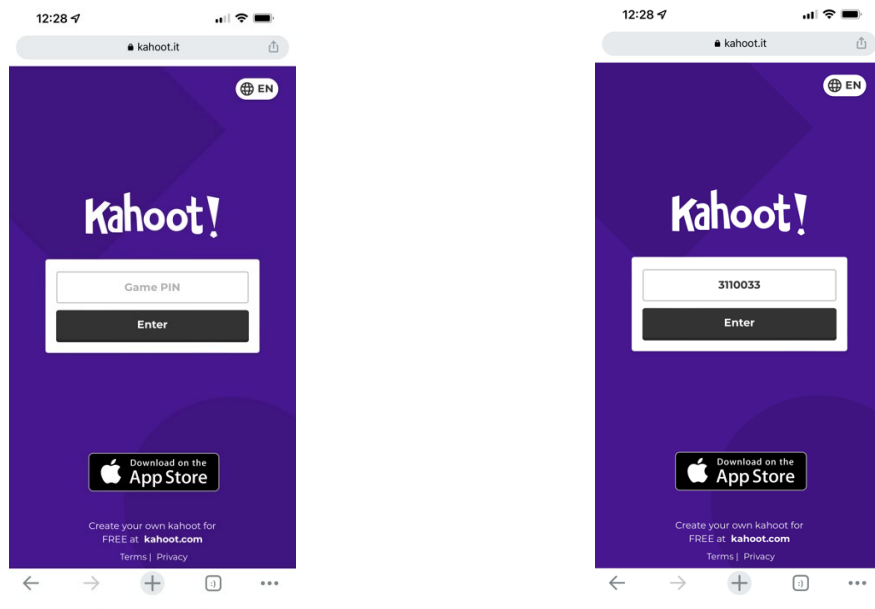 12:28
kahoot.it
EN
Kahoot!
Game PIN
Enter
Download on the
App Store
Create your own kahoot for
FREE at kahoot.com
Terms | Privacy
:)
12:28
kahoot.it
EN
Kahoot!
3110033
Enter
Download on the
App Store
Create your own kahoot for
FREE at kahoot.com
Terms | Privacy
:)